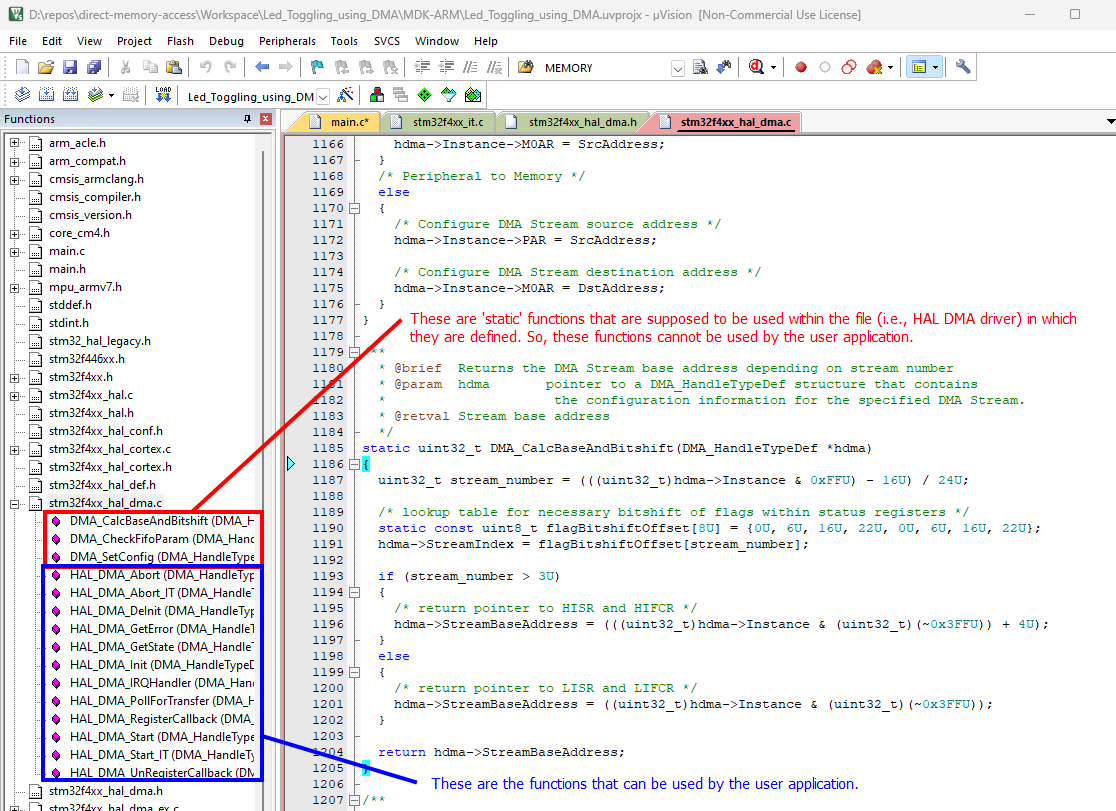 D:\repos\direct-memory-access\Workspace\Led_Toggling_using_DMA\MDK-ARM\Led_Toggling_using_DMA.uvprojx - µVision [Non-Commercial Use License]
File Edit View Project Flash Debug Peripherals Tools SVCS Window Help
MEMORY
LOAD Led_Toggling_using_DM
Functions
main.c* stm32f4xx_it.c stm32f4xx_hal_dma.h stm32f4xx_hal_dma.c
arm_acle.h
arm_compat.h
cmsis_armclang.h
cmsis_compiler.h
cmsis_version.h
core_cm4.h
main.c
main.h
mpu_armv7.h
stddef.h
stdint.h
stm32_hal_legacy.h
stm32f446xx.h
stm32f4xx.h
stm32f4xx_hal.c
stm32f4xx_hal.h
stm32f4xx_hal_conf.h
stm32f4xx_hal_cortex.c
stm32f4xx_hal_cortex.h
stm32f4xx_hal_def.h
stm32f4xx_hal_dma.c
DMA_CalcBaseAndBitshift (DMA_H
DMA_CheckFifoParam (DMA_Hand
DMA_SetConfig (DMA_HandleType
HAL_DMA_Abort (DMA_HandleTyp
HAL_DMA_Abort_IT (DMA_HandleT
HAL_DMA_DeInit (DMA_HandleTyp
HAL_DMA_GetError (DMA_HandleT
HAL_DMA_GetState (DMA_HandleT
HAL_DMA_Init (DMA_HandleTypeD
HAL_DMA_IRQHandler (DMA_Han
HAL_DMA_PollForTransfer (DMA_H
HAL_DMA_RegisterCallback (DMA_
HAL_DMA_Start (DMA_HandleType
HAL_DMA_Start_IT (DMA_HandleTy
HAL_DMA_UnRegisterCallback (DM
stm32f4xx_hal_dma.h
stm32f4xx_hal_dma_ex.c
1166 hdma->Instance->M0AR = SrcAddress;
1167 }
1168 /* Peripheral to Memory */
1169 else
1170 {
1171 /* Configure DMA Stream source address */
1172 hdma->Instance->PAR = SrcAddress;
1173
1174 /* Configure DMA Stream destination address */
1175 hdma->Instance->M0AR = DstAddress;
1176 }
1177 }
These are 'static' functions that are supposed to be used within the file (i.e., HAL DMA driver) in which
1178
they are defined. So, these functions cannot be used by the user application.
1179 **
1180 * @brief Returns the DMA Stream base address depending on stream number
1181 * @param hdma pointer to a DMA_HandleTypeDef structure that contains
1182 * the configuration information for the specified DMA Stream.
1183 * @retval Stream base address
1184 */
1185 static uint32_t DMA_CalcBaseAndBitshift(DMA_HandleTypeDef *hdma)
1186 {
1187 uint32_t stream_number = (((uint32_t)hdma->Instance & 0xFFU) - 16U) / 24U;
1188
1189 /* lookup table for necessary bitshift of flags within status registers */
1190 static const uint8_t flagBitshiftOffset[8U] = {0U, 6U, 16U, 22U, 0U, 6U, 16U, 22U};
1191 hdma->StreamIndex = flagBitshiftOffset[stream_number];
1192
1193 if (stream_number > 3U)
1194 {
1195 /* return pointer to HISR and HIFCR */
1196 hdma->StreamBaseAddress = (((uint32_t)hdma->Instance & (uint32_t)(~0x3FFU)) + 4U);
1197 }
1198 else
1199 {
1200 /* return pointer to LISR and LIFCR */
1201 hdma->StreamBaseAddress = ((uint32_t)hdma->Instance & (uint32_t)(~0x3FFU));
1202 }
1203
1204 return hdma->StreamBaseAddress;
1205 }
These are the functions that can be used by the user application.
1206
1207 /**